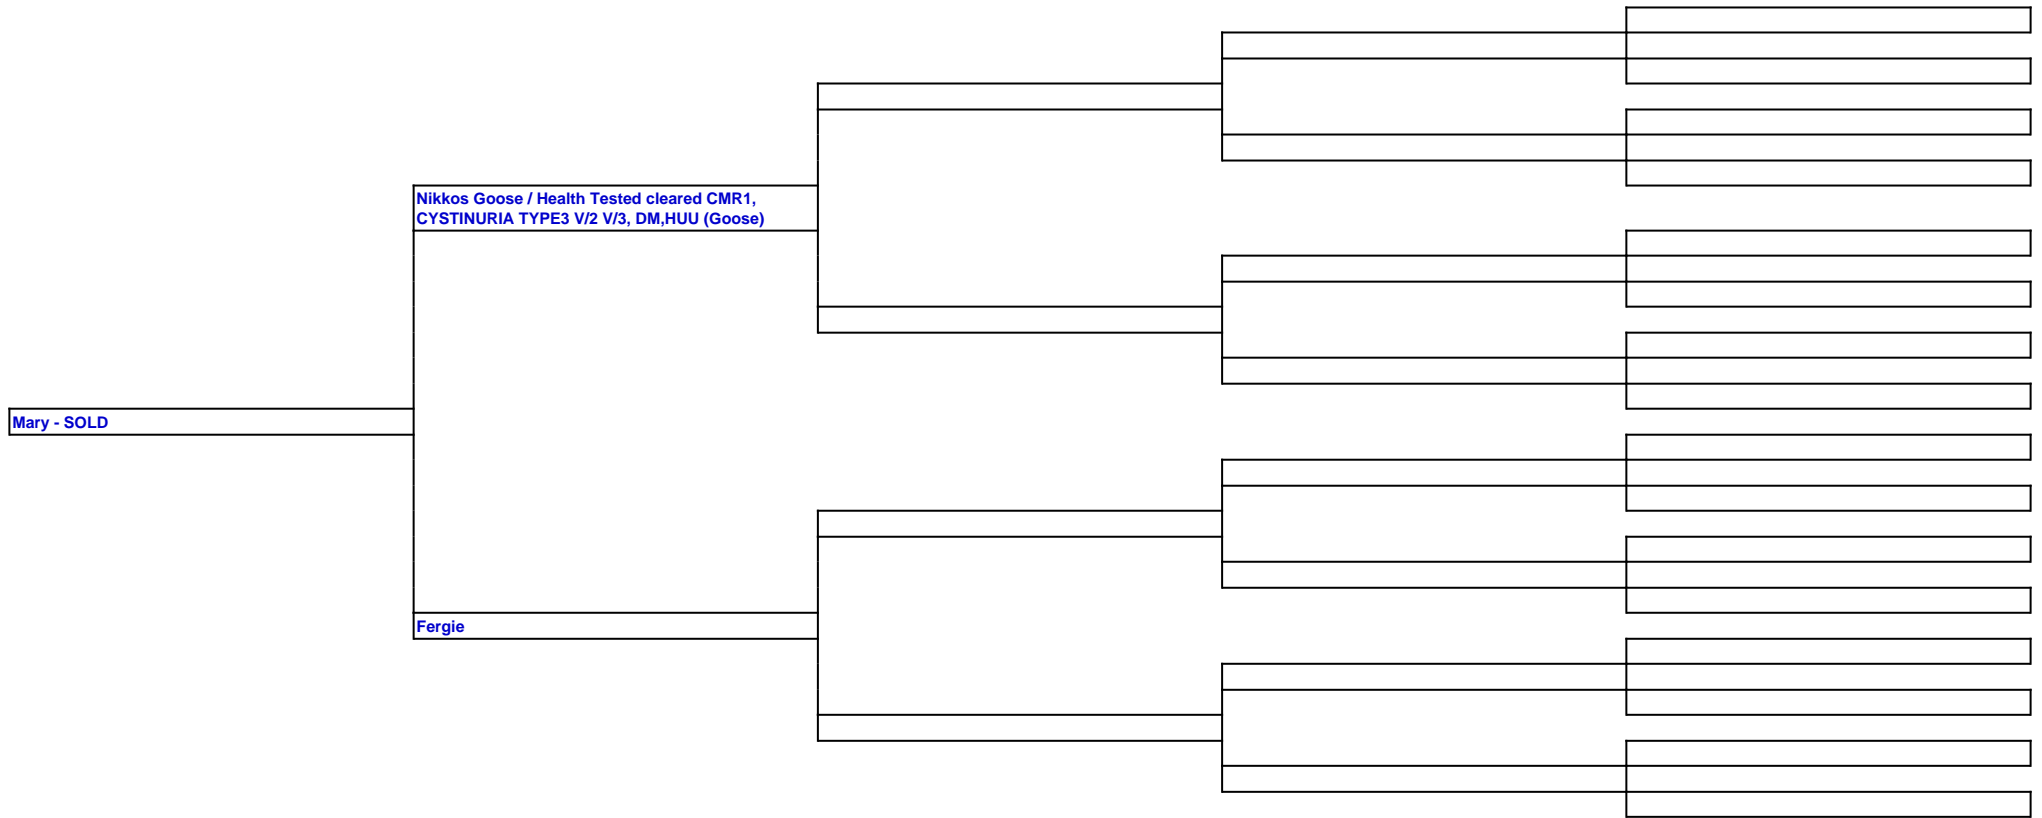 Nikkos Goose / Health Tested cleared CMR1,
CYSTINURIA TYPE3 V/2 V/3, DM,HUU (Goose)
Mary - SOLD
Fergie